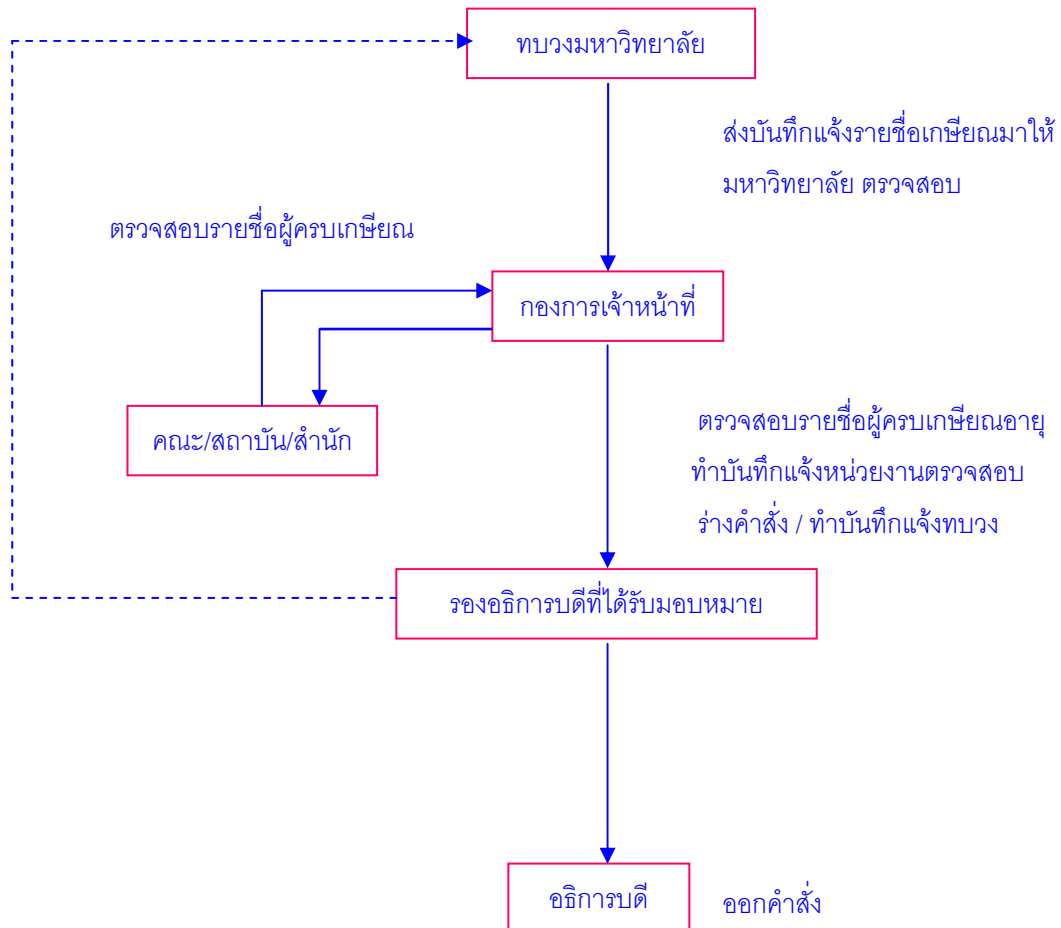 ทบวงมหาวิทยาลัย
ส่งบันทึกแจ้งรายชื่อเกษียณมาให้
มหาวิทยาลัย ตรวจสอบ
ตรวจสอบรายชื่อผู้ครบเกษียณ
กองการเจ้าหน้าที่
คณะ/สถาบัน/สำนัก
ตรวจสอบรายชื่อผู้ครบเกษียณอายุ
ทำบันทึกแจ้งหน่วยงานตรวจสอบ
ร่างคำสั่ง / ทำบันทึกแจ้งทบวง
รองอธิการบดีที่ได้รับมอบหมาย
อธิการบดี
ออกคำสั่ง